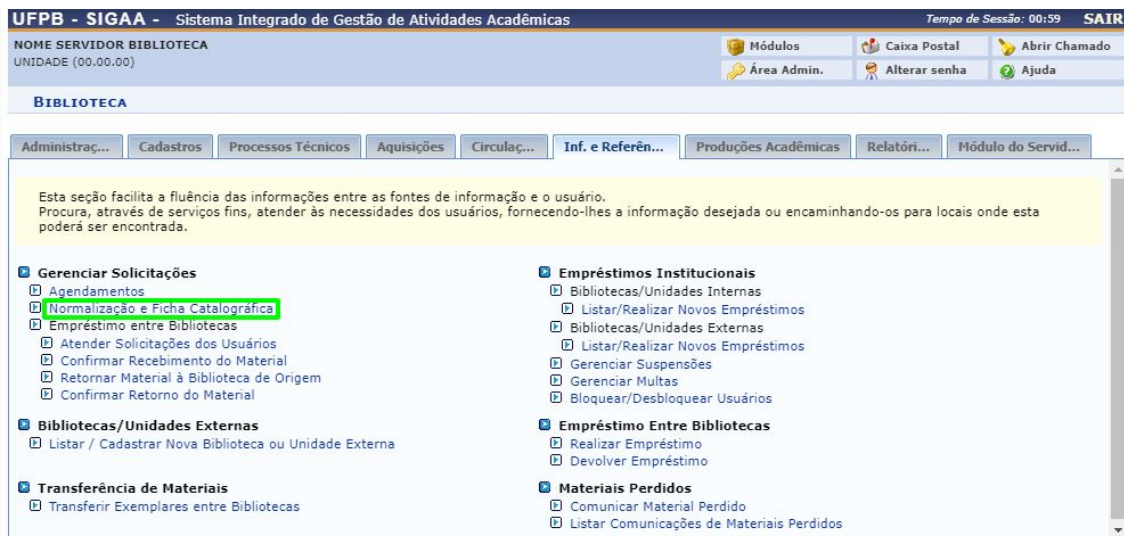 UFPB - SIGAA - Sistema Integrado de Gestão de Atividades Acadêmicas
Tempo de Sessão: 00:59 SAIR
NOME SERVIDOR BIBLIOTECA
UNIDADE (00.00.00)
Módulos
Caixa Postal
Abrir Chamado
Área Admin.
Alterar senha
Ajuda
BIBLIOTECA
Administraç...
Cadastros
Processos Técnicos
Aquisições
Circulaç...
Inf. e Referên...
Produções Acadêmicas
Relatóri...
Módulo do Servid...
Esta seção facilita a fluência das informações entre as fontes de informação e o usuário.
Procura, através de serviços fins, atender às necessidades dos usuários, fornecendo-lhes a informação desejada ou encaminhando-os para locais onde esta
poderá ser encontrada.
Gerenciar Solicitações
Agendamentos
Normalização e Ficha Catalográfica
Empréstimo entre Bibliotecas
Atender Solicitações dos Usuários
Confirmar Recebimento do Material
Retornar Material à Biblioteca de Origem
Confirmar Retorno do Material
Bibliotecas/Unidades Externas
Listar / Cadastrar Nova Biblioteca ou Unidade Externa
Transferência de Materiais
Transferir Exemplares entre Bibliotecas
Empréstimos Institucionais
Bibliotecas/Unidades Internas
Listar/Realizar Novos Empréstimos
Bibliotecas/Unidades Externas
Listar/Realizar Novos Empréstimos
Gerenciar Suspensões
Gerenciar Multas
Bloquear/Desbloquear Usuários
Empréstimo Entre Bibliotecas
Realizar Empréstimo
Devolver Empréstimo
Materiais Perdidos
Comunicar Material Perdido
Listar Comunicações de Materiais Perdidos